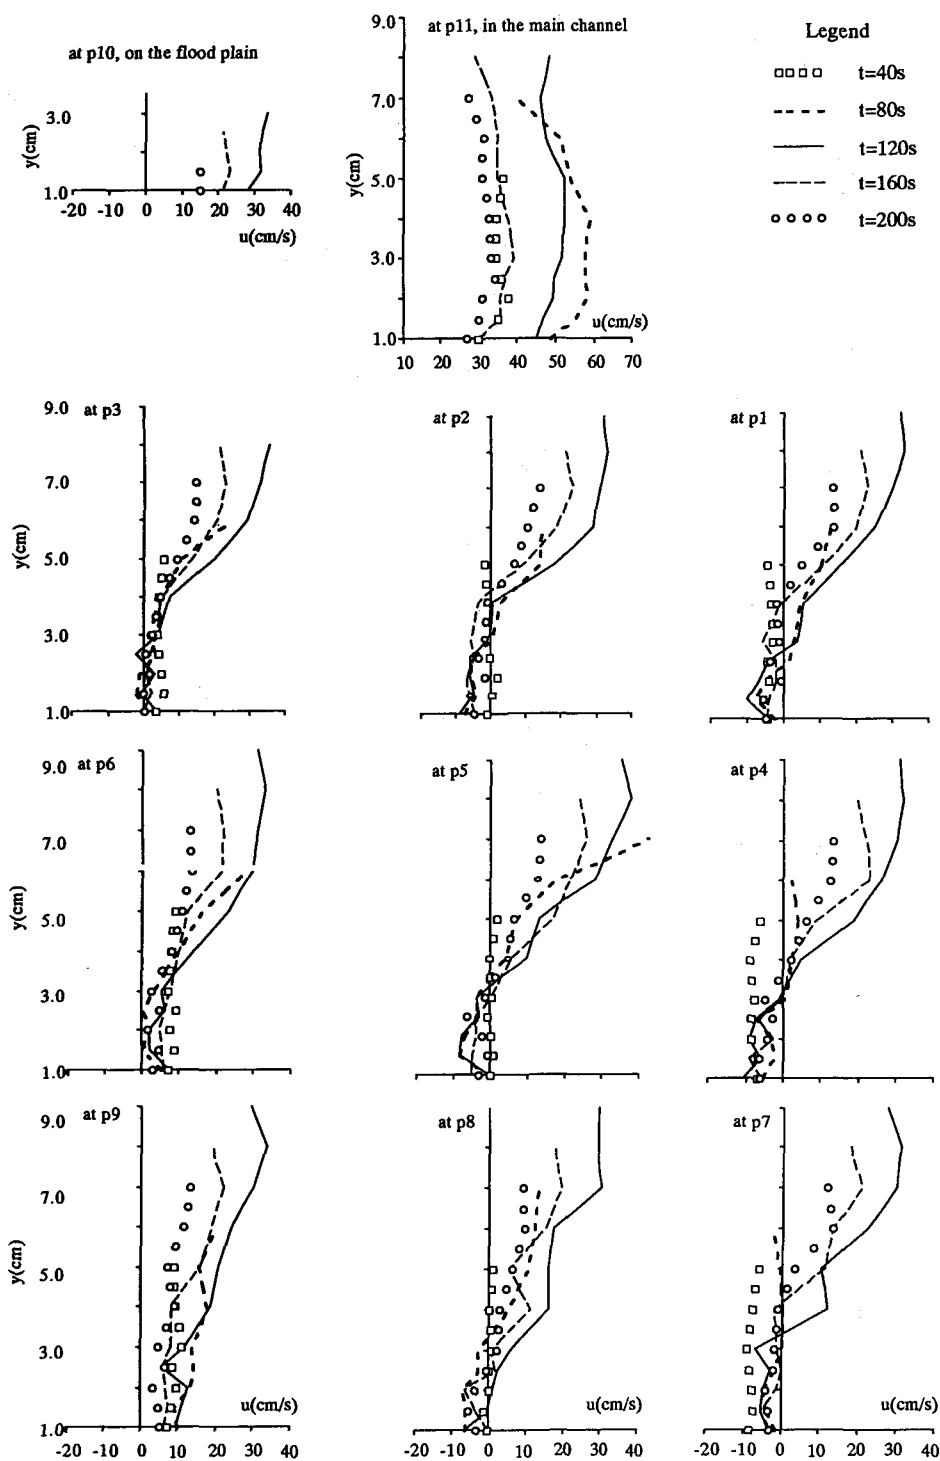 at p10, on the flood plain
3.0
y(cm)
1.0
-20 -10 0 10 20 30 40
u(cm/s)
9.0
at p11, in the main channel
7.0
y(cm)
5.0
3.0
u(cm/s)
1.0
10 20 30 40 50 60 70
Legend
t=40s
t=80s
t=120s
t=160s
t=200s
9.0
at p3
7.0
y(cm)
5.0
3.0
1.0
at p2
at p1
9.0
at p6
7.0
y(cm)
5.0
3.0
1.0
at p5
at p4
9.0
at p9
7.0
y(cm)
5.0
3.0
u(cm/s)
1.0
-20 -10 0 10 20 30 40
at p8
-20 -10 0 10 20 30 40
at p7
u(cm/s)
-20 -10 0 10 20 30 40